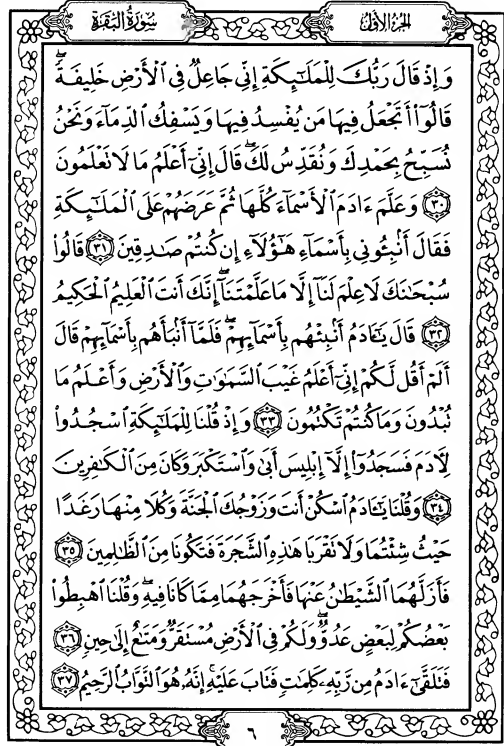 الجزء الأول
سورة البقرة
وَإِذْ قَالَ رَبُّكَ لِلْمَلَـٰٓئِكَةِ إِنِّى جَاعِلٌ فِى ٱلْأَرْضِ خَلِيفَةً ۖ
قَالُوٓا۟ أَتَجْعَلُ فِيهَا مَن يُفْسِدُ فِيهَا وَيَسْفِكُ ٱلدِّمَآءَ وَنَحْنُ
نُسَبِّحُ بِحَمْدِكَ وَنُقَدِّسُ لَكَ ۖ قَالَ إِنِّىٓ أَعْلَمُ مَا لَا تَعْلَمُونَ
٣٠ وَعَلَّمَ ءَادَمَ ٱلْأَسْمَآءَ كُلَّهَا ثُمَّ عَرَضَهُمْ عَلَى ٱلْمَلَـٰٓئِكَةِ
فَقَالَ أَنۢبِـُٔونِى بِأَسْمَآءِ هَـٰٓؤُلَآءِ إِن كُنتُمْ صَـٰدِقِينَ ٣١ قَالُوا۟
سُبْحَـٰنَكَ لَا عِلْمَ لَنَآ إِلَّا مَا عَلَّمْتَنَآ ۖ إِنَّكَ أَنتَ ٱلْعَلِيمُ ٱلْحَكِيمُ
٣٢ قَالَ يَـٰٓـَٔادَمُ أَنۢبِئْهُم بِأَسْمَآئِهِمْ ۖ فَلَمَّآ أَنۢبَأَهُم بِأَسْمَآئِهِمْ قَالَ
أَلَمْ أَقُل لَّكُمْ إِنِّىٓ أَعْلَمُ غَيْبَ ٱلسَّمَـٰوَٰتِ وَٱلْأَرْضِ وَأَعْلَمُ مَا
تُبْدُونَ وَمَا كُنتُمْ تَكْتُمُونَ ٣٣ وَإِذْ قُلْنَا لِلْمَلَـٰٓئِكَةِ ٱسْجُدُوا۟
لِـَٔادَمَ فَسَجَدُوٓا۟ إِلَّآ إِبْلِيسَ أَبَىٰ وَٱسْتَكْبَرَ وَكَانَ مِنَ ٱلْكَـٰفِرِينَ
٣٤ وَقُلْنَا يَـٰٓـَٔادَمُ ٱسْكُنْ أَنتَ وَزَوْجُكَ ٱلْجَنَّةَ وَكُلَا مِنْهَا رَغَدًا
حَيْثُ شِئْتُمَا وَلَا تَقْرَبَا هَـٰذِهِ ٱلشَّجَرَةَ فَتَكُونَا مِنَ ٱلظَّـٰلِمِينَ ٣٥
فَأَزَلَّهُمَا ٱلشَّيْطَـٰنُ عَنْهَا فَأَخْرَجَهُمَا مِمَّا كَانَا فِيهِ ۖ وَقُلْنَا ٱهْبِطُوا۟
بَعْضُكُمْ لِبَعْضٍ عَدُوٌّ ۖ وَلَكُمْ فِى ٱلْأَرْضِ مُسْتَقَرٌّ وَمَتَـٰعٌ إِلَىٰ حِينٍ ٣٦
فَتَلَقَّىٰٓ ءَادَمُ مِن رَّبِّهِۦ كَلِمَـٰتٍ فَتَابَ عَلَيْهِ ۚ إِنَّهُۥ هُوَ ٱلتَّوَّابُ ٱلرَّحِيمُ ٣٧
٦